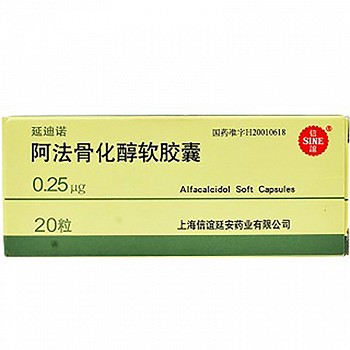 延迪诺
国药准字H20010618
信
SINE
谊
®
阿法骨化醇软胶囊
0.25μg
Alfacalcidol Soft Capsules
20粒
上海信谊延安药业有限公司